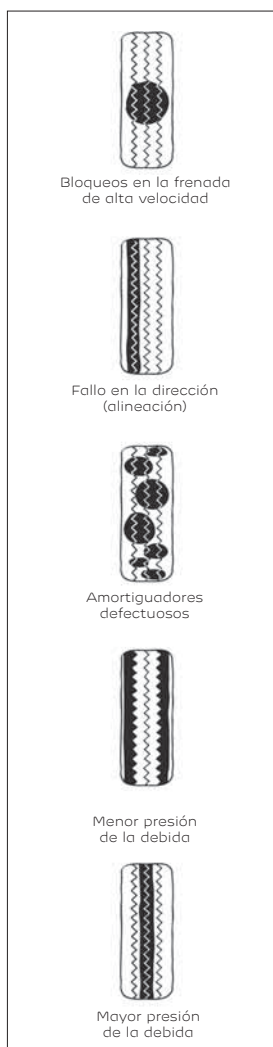 Bloqueos en la frenada
de alta velocidad
Fallo en la dirección
(alineación)
Amortiguadores
defectuosos
Menor presión
de la debida
Mayor presión
de la debida